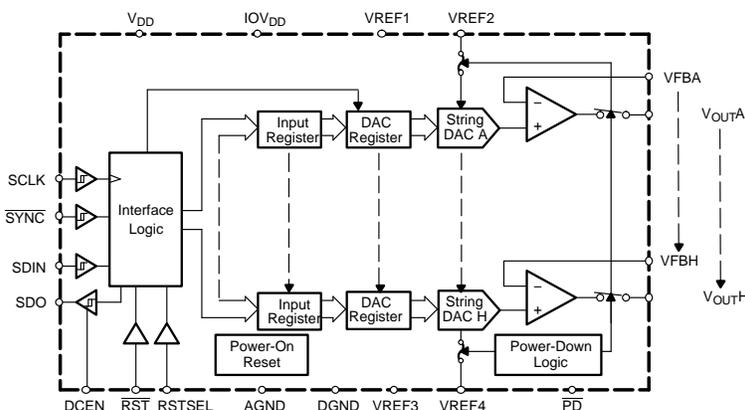 VDD IOVDD VREF1 VREF2
VFBA
Input Register
DAC Register
String DAC A
−
+
VOUTA
SCLK
SYNC
SDIN
SDO
Interface Logic
VFBH
Input Register
DAC Register
String DAC H
−
+
VOUTH
Power-On Reset
Power-Down Logic
DCEN RST RSTSEL AGND DGND VREF3 VREF4 PD